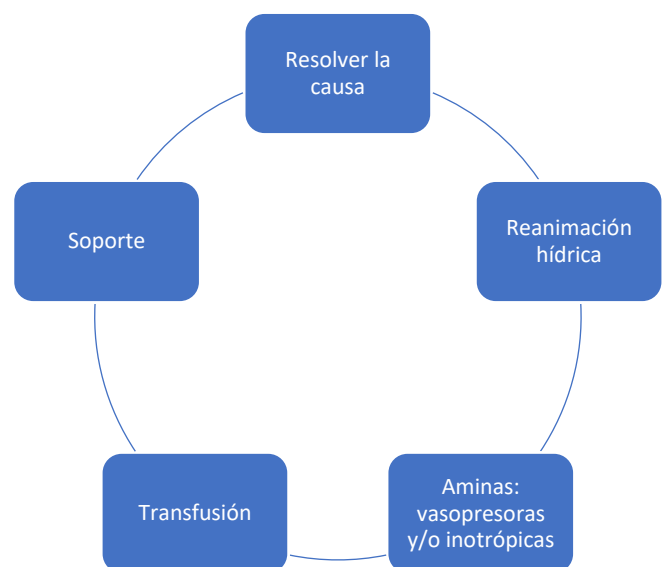 Resolver la
causa
Reanimación
hídrica
Aminas:
vasopresoras
y/o inotrópicas
Transfusión
Soporte